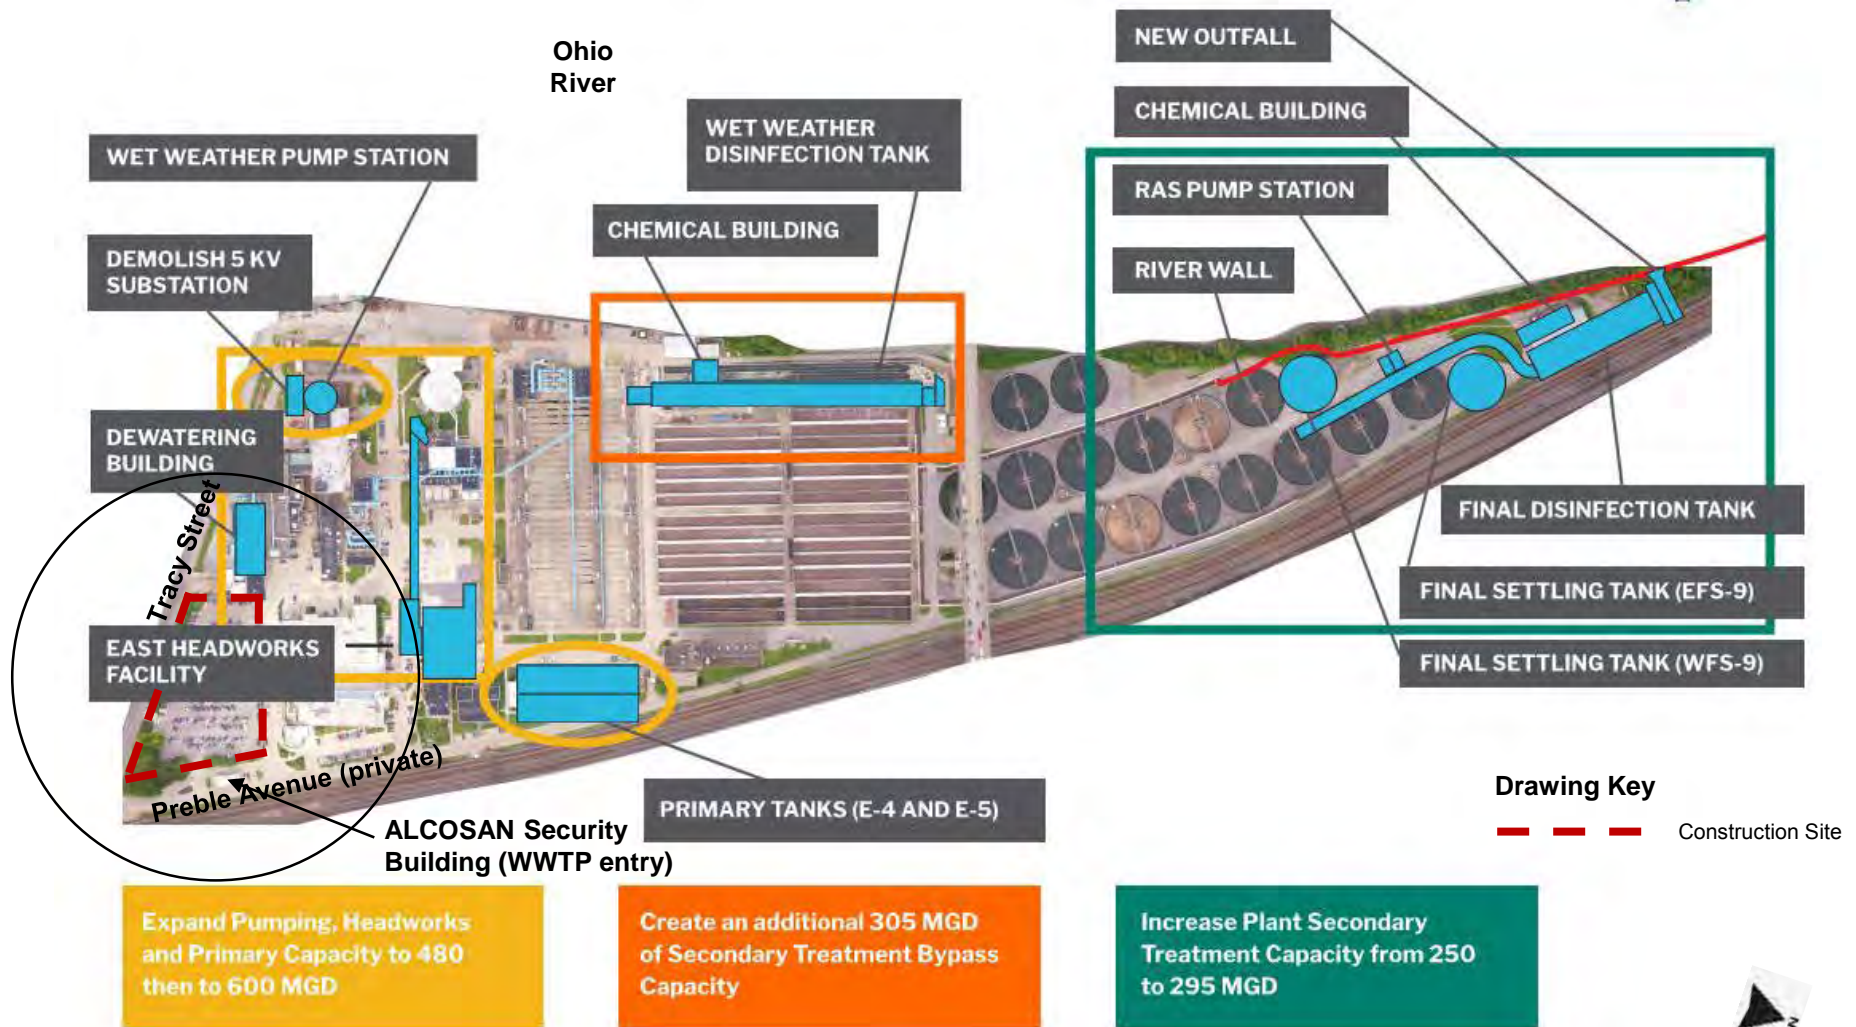 Ohio
River
NEW OUTFALL
CHEMICAL BUILDING
WET WEATHER
DISINFECTION TANK
WET WEATHER PUMP STATION
RAS PUMP STATION
CHEMICAL BUILDING
DEMOLISH 5 KV
SUBSTATION
RIVER WALL
DEWATERING
BUILDING
Tracy Street
FINAL DISINFECTION TANK
FINAL SETTLING TANK (EFS-9)
EAST HEADWORKS
FACILITY
FINAL SETTLING TANK (WFS-9)
Preble Avenue (private)
PRIMARY TANKS (E-4 AND E-5)
ALCOSAN Security
Building (WWTP entry)
Drawing Key
Construction Site
Expand Pumping, Headworks
and Primary Capacity to 480
then to 600 MGD
Create an additional 305 MGD
of Secondary Treatment Bypass
Capacity
Increase Plant Secondary
Treatment Capacity from 250
to 295 MGD
N